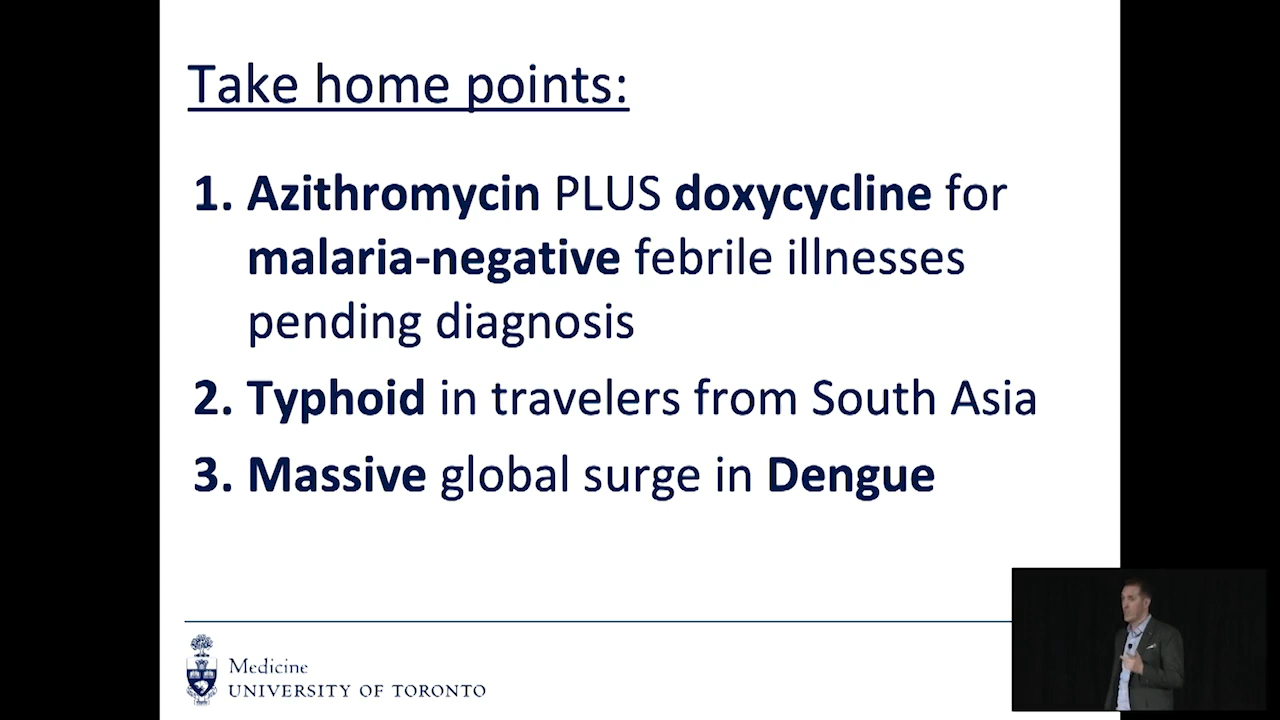 Take home points:
1. Azithromycin PLUS doxycycline for
malaria-negative febrile illnesses
pending diagnosis
2. Typhoid in travelers from South Asia
3. Massive global surge in Dengue
Medicine
UNIVERSITY OF TORONTO